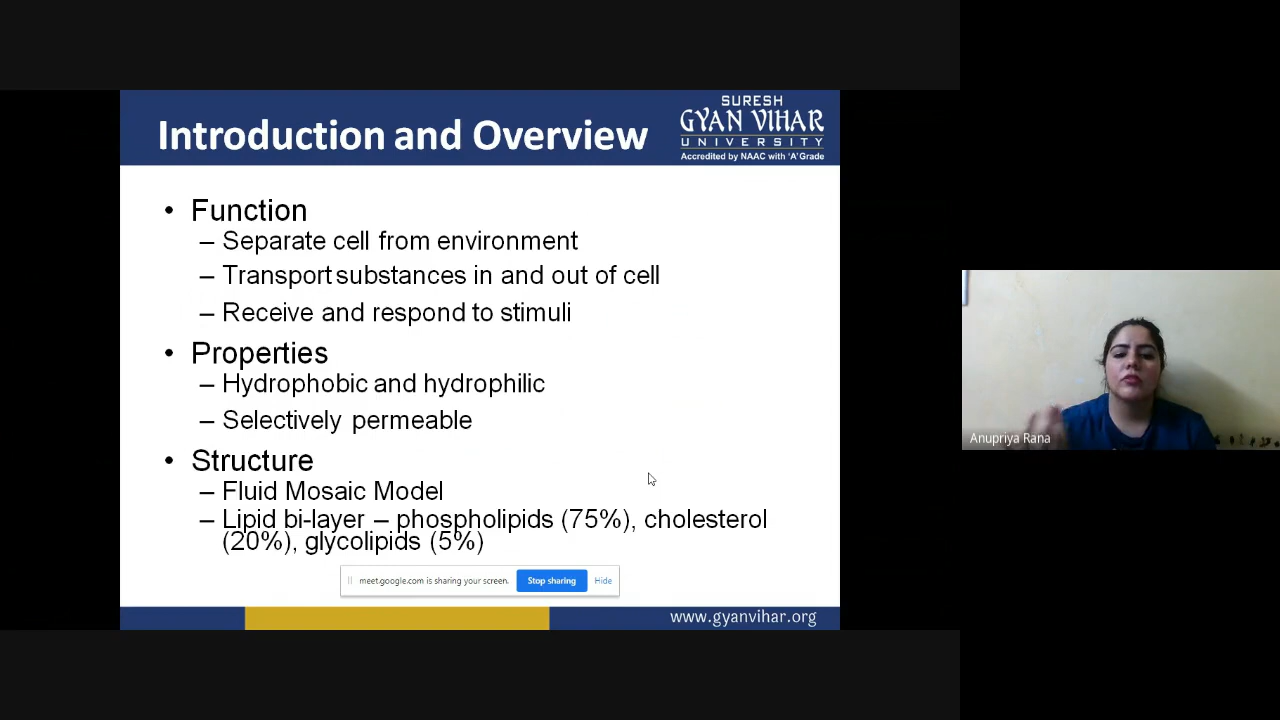 Introduction and Overview
SURESH
GYAN VIHAR
UNIVERSITY
Accredited by NAAC with 'A' Grade
• Function
– Separate cell from environment
– Transport substances in and out of cell
– Receive and respond to stimuli
• Properties
– Hydrophobic and hydrophilic
– Selectively permeable
• Structure
– Fluid Mosaic Model
– Lipid bi-layer – phospholipids (75%), cholesterol
(20%), glycolipids (5%)
meet.google.com is sharing your screen. Stop sharing Hide
www.gyanvihar.org
Anupriya Rana